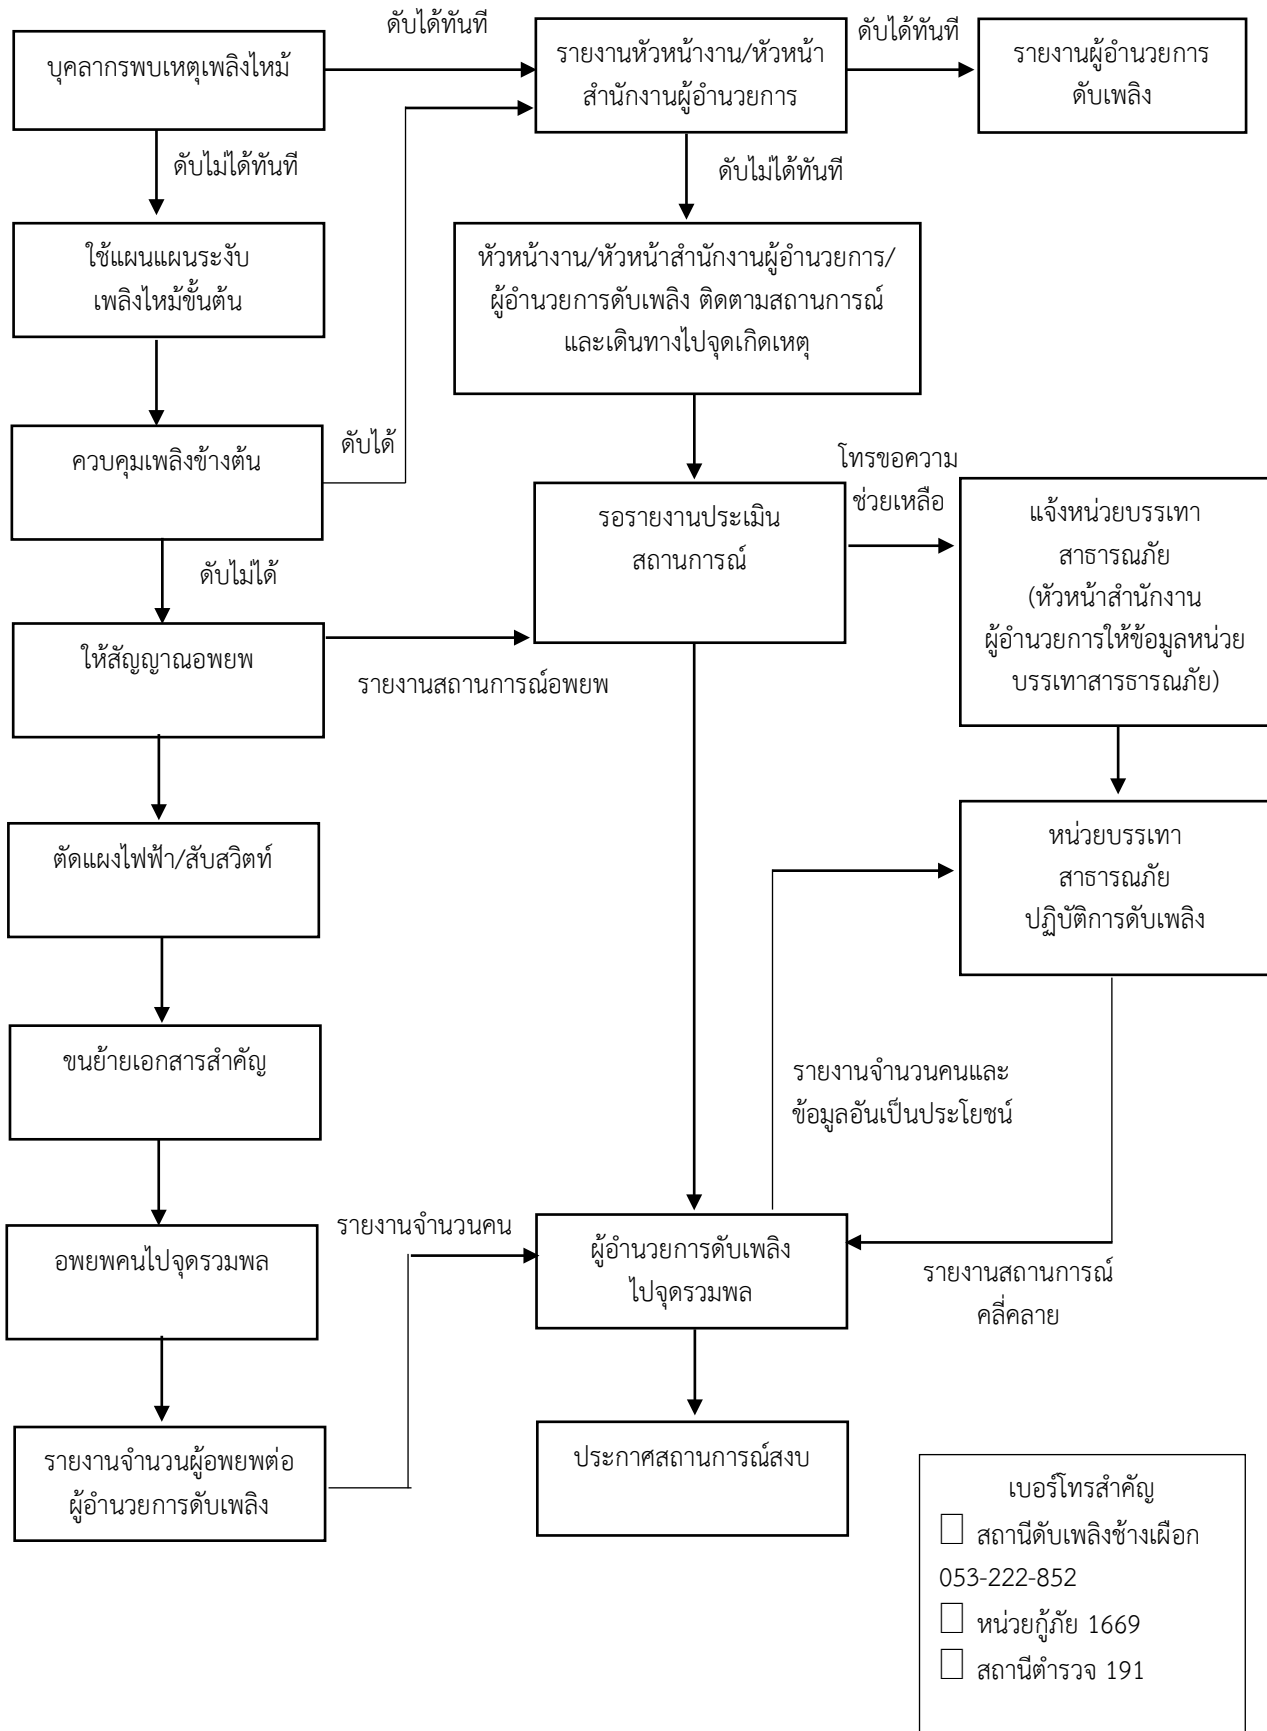 ดับได้ทันที
ดับได้ทันที
บุคลากรพบเหตุเพลิงไหม้
รายงานหัวหน้างาน/หัวหน้า
สำนักงานผู้อำนวยการ
รายงานผู้อำนวยการ
ดับเพลิง
ดับไม่ได้ทันที
ดับไม่ได้ทันที
ใช้แผนแผนระงับ
เพลิงไหม้ขั้นต้น
หัวหน้างาน/หัวหน้าสำนักงานผู้อำนวยการ/
ผู้อำนวยการดับเพลิง ติดตามสถานการณ์
และเดินทางไปจุดเกิดเหตุ
ควบคุมเพลิงข้างต้น
ดับได้
โทรขอความ
ช่วยเหลือ
รอรายงานประเมิน
สถานการณ์
แจ้งหน่วยบรรเทา
สาธารณภัย
(หัวหน้าสำนักงาน
ผู้อำนวยการให้ข้อมูลหน่วย
บรรเทาสารธารณภัย)
ดับไม่ได้
ให้สัญญาณอพยพ
รายงานสถานการณ์อพยพ
ตัดแผงไฟฟ้า/สับสวิตท์
หน่วยบรรเทา
สาธารณภัย
ปฏิบัติการดับเพลิง
ขนย้ายเอกสารสำคัญ
รายงานจำนวนคนและ
ข้อมูลอันเป็นประโยชน์
อพยพคนไปจุดรวมพล
รายงานจำนวนคน
ผู้อำนวยการดับเพลิง
ไปจุดรวมพล
รายงานสถานการณ์
คลี่คลาย
รายงานจำนวนผู้อพยพต่อ
ผู้อำนวยการดับเพลิง
ประกาศสถานการณ์สงบ
เบอร์โทรสำคัญ
สถานีดับเพลิงช้างเผือก
053-222-852
หน่วยกู้ภัย 1669
สถานีตำรวจ 191